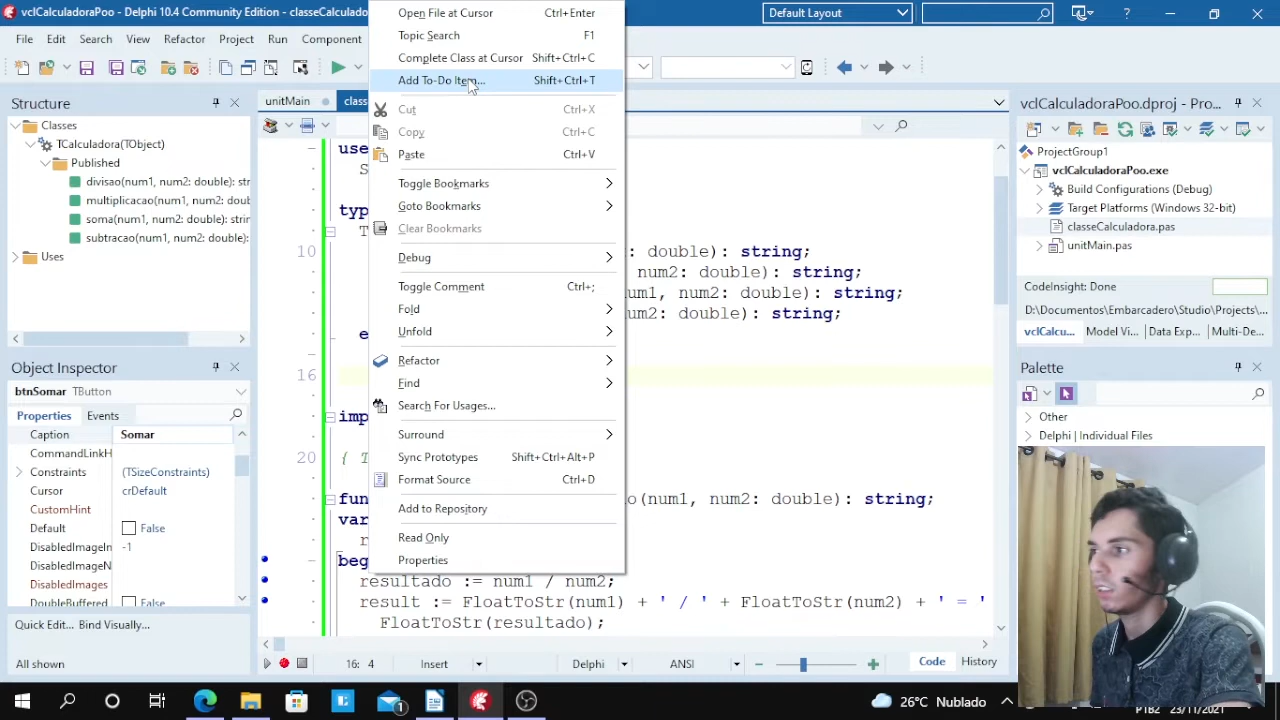 vclCalculadoraPoo - Delphi 10.4 Community Edition - classeCalculado
Default Layout
?
File Edit Search View Refactor Project Run Component
Structure
Classes
TCalculadora(TObject)
Published
divisao(num1, num2: double): str
multiplicacao(num1, num2: double):
soma(num1, num2: double): string
subtracao(num1, num2: double):
Uses
Object Inspector
btnSomar TButton
Properties Events
Caption Somar
CommandLinkH
Constraints (TSizeConstraints)
Cursor crDefault
CustomHint
Default False
DisabledImageIn -1
DisabledImageN
DisabledImages
DoubleBuffered False
Quick Edit... Bind Visually...
All shown
unitMain
class
Open File at Cursor Ctrl+Enter
Topic Search F1
Complete Class at Cursor Shift+Ctrl+C
Add To-Do Item... Shift+Ctrl+T
Cut Ctrl+X
Copy Ctrl+C
Paste Ctrl+V
Toggle Bookmarks
Goto Bookmarks
Clear Bookmarks
Debug
Toggle Comment Ctrl+;
Fold
Unfold
Refactor
Find
Search For Usages...
Surround
Sync Prototypes Shift+Ctrl+Alt+P
Format Source Ctrl+D
Add to Repository
Read Only
Properties
use
S
typ
T
10 : double): string;
num2: double): string;
um1, num2: double): string;
um2: double): string;
e
16
imp
20 { T
fun o(num1, num2: double): string;
var
r
beg
resultado := num1 / num2;
result := FloatToStr(num1) + ' / ' + FloatToStr(num2) + ' = '
FloatToStr(resultado);
16: 4 Insert Delphi ANSI Code History
vclCalculadoraPoo.dproj - Pro...
ProjectGroup1
vclCalculadoraPoo.exe
Build Configurations (Debug)
Target Platforms (Windows 32-bit)
classeCalculadora.pas
unitMain.pas
CodeInsight: Done
D:\Documentos\Embarcadero\Studio\Projects\...
vclCalcu... Model Vi... Data Exp... Multi-De...
Palette
Other
Delphi | Individual Files
1
26°C Nublado
PTB2 23/11/2021